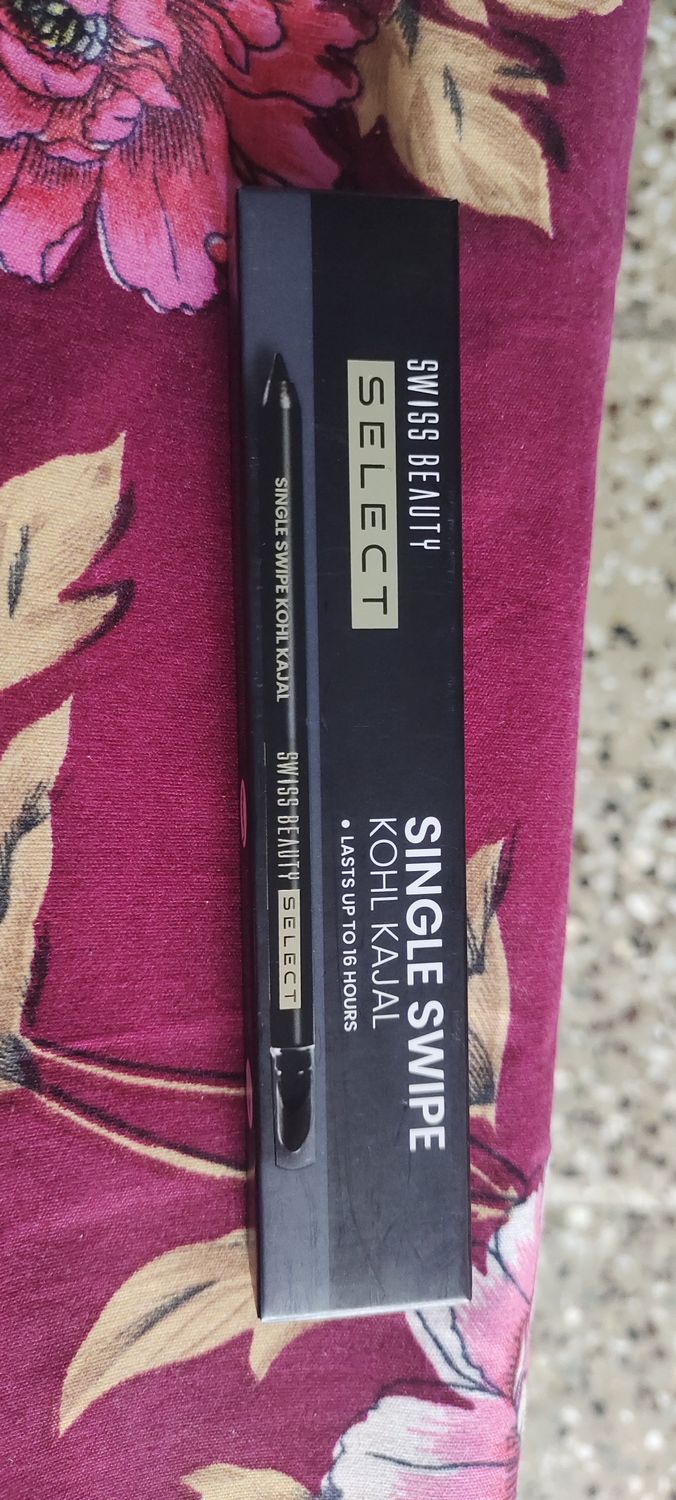 SWISS BEAUTY
SELECT
SINGLE SWIPE
KOHL KAJAL
• LASTS UP TO 16 HOURS
SINGLE SWIPE KOHL KAJAL
SWISS BEAUTY SELECT